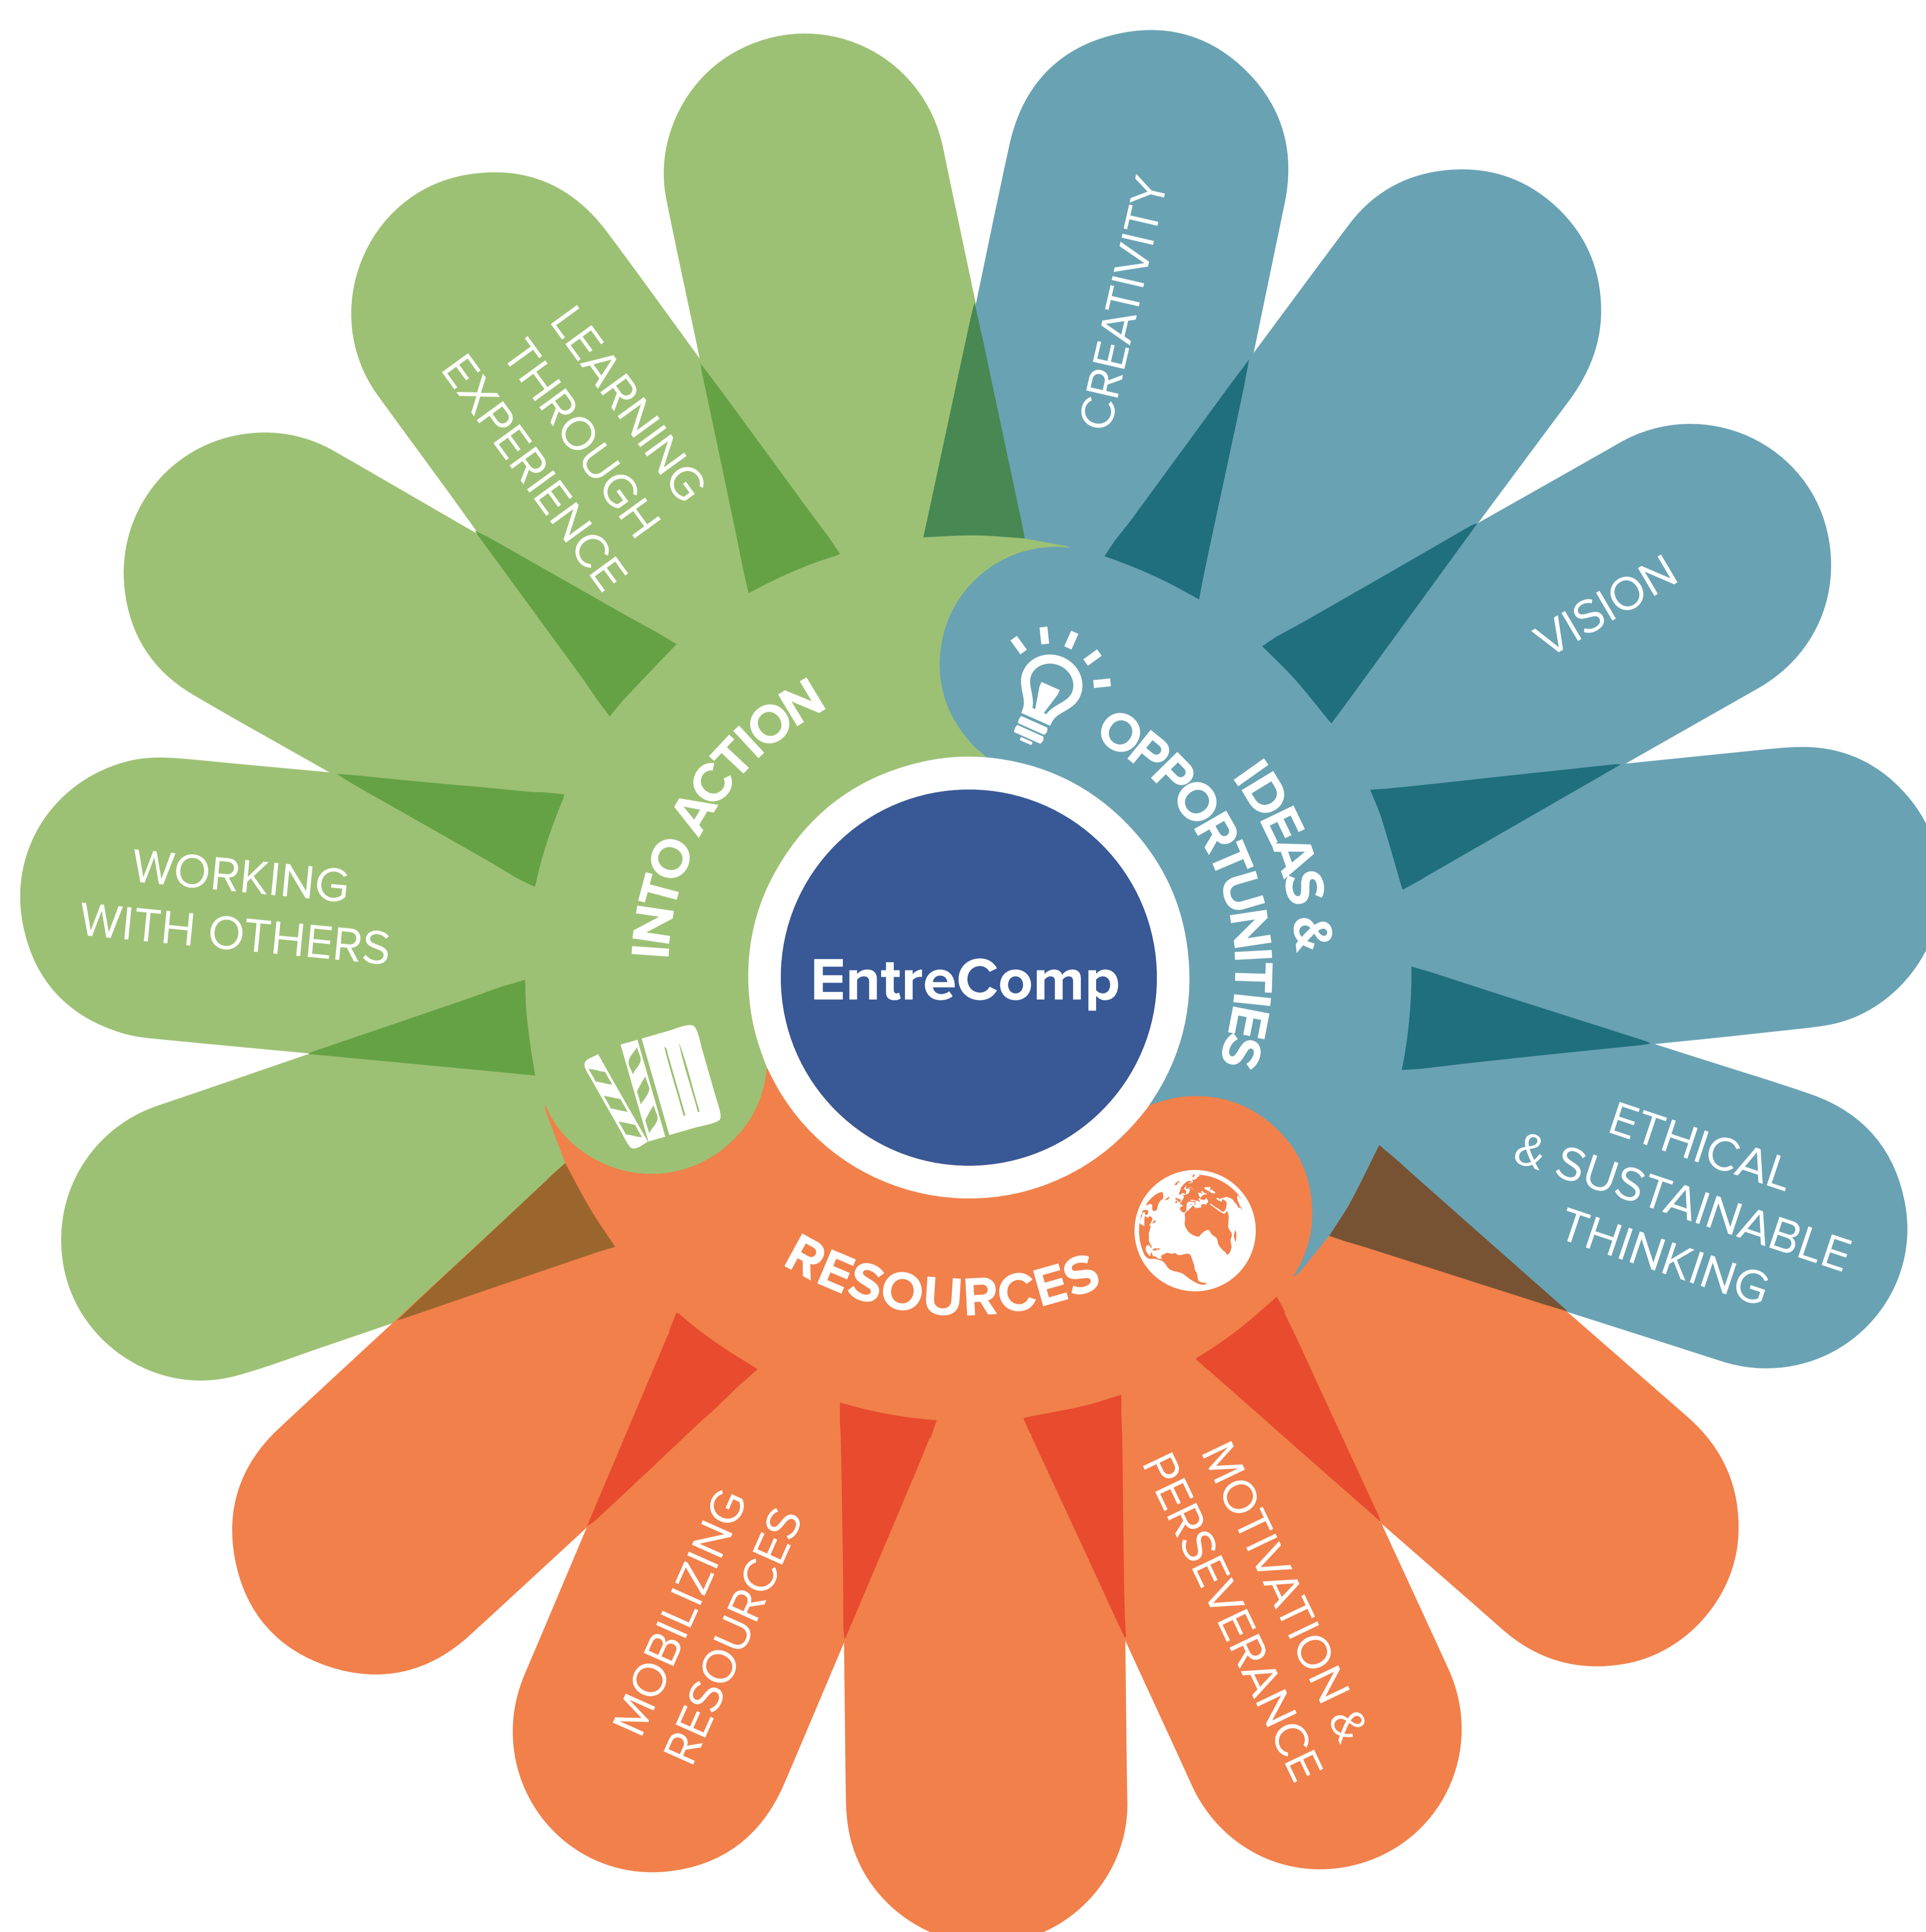 EntreComp
IDEAS &
OPPORTUNITIES
CREATIVITY
VISION
ETHICAL
& SUSTAINABLE
THINKING
RESOURCES
MOTIVATION &
PERSEVERANCE
MOBILIZING
RESOURCES
INTO ACTION
WORKING
WITH OTHERS
LEARNING
THROUGH
EXPERIENCE